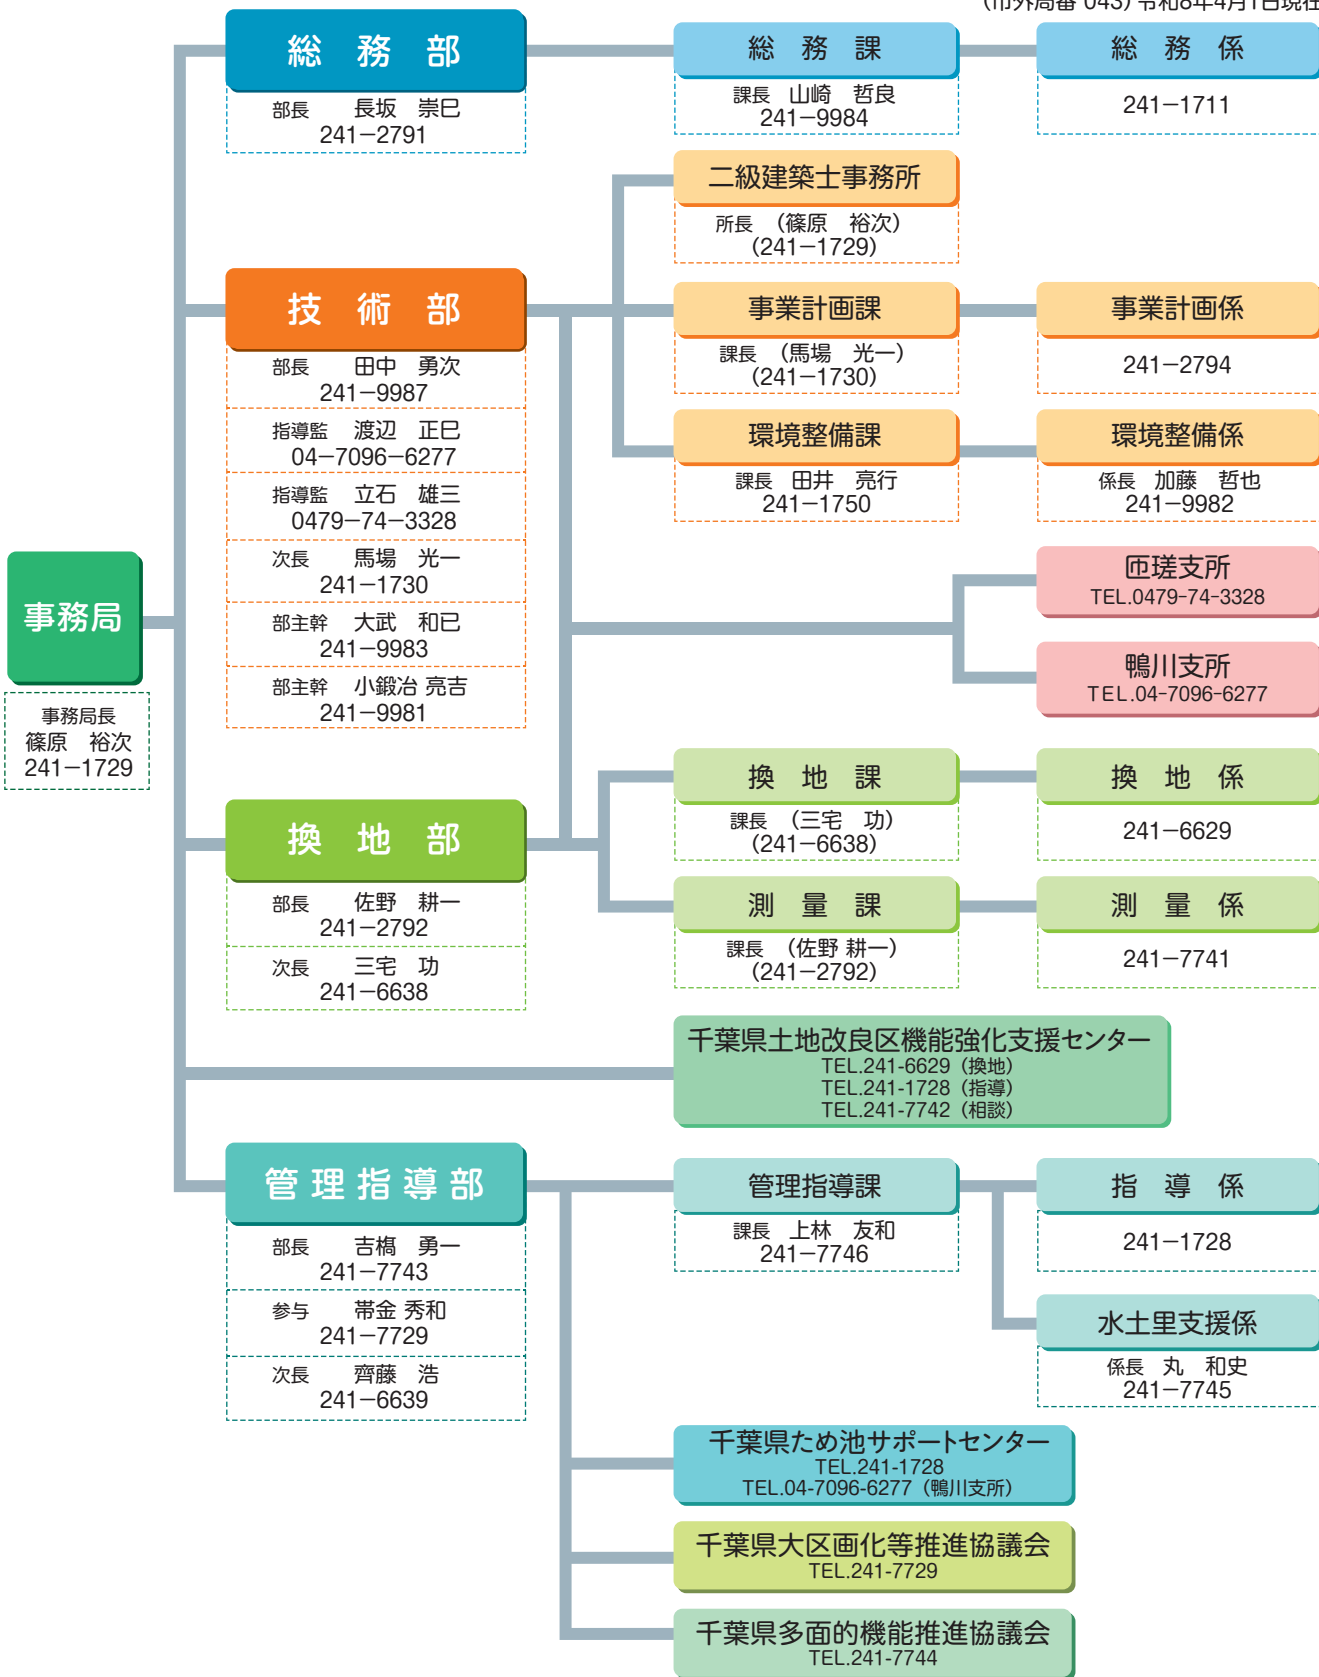 (市外局番 043) 令和8年4月1日現在
総務部
部長 長坂 崇巳
241－2791
総務課
課長 山崎 哲良
241－9984
総務係
241－1711
二級建築士事務所
所長 （篠原 裕次）
(241－1729)
技術部
部長 田中 勇次
241－9987
指導監 渡辺 正巳
04－7096－6277
指導監 立石 雄三
0479－74－3328
次長 馬場 光一
241－1730
部主幹 大武 和巳
241－9983
部主幹 小鍛冶 亮吉
241－9981
事業計画課
課長 （馬場 光一）
(241－1730)
事業計画係
241－2794
環境整備課
課長 田井 亮行
241－1750
環境整備係
係長 加藤 哲也
241－9982
匝瑳支所
TEL.0479-74-3328
鴨川支所
TEL.04-7096-6277
事務局
事務局長
篠原 裕次
241－1729
換地部
部長 佐野 耕一
241－2792
次長 三宅 功
241－6638
換地課
課長 （三宅 功）
(241－6638)
換地係
241－6629
測量課
課長 （佐野 耕一）
(241－2792)
測量係
241－7741
千葉県土地改良区機能強化支援センター
TEL.241-6629（換地）
TEL.241-1728（指導）
TEL.241-7742（相談）
管理指導部
部長 吉橋 勇一
241－7743
参与 帯金 秀和
241－7729
次長 齊藤 浩
241－6639
管理指導課
課長 上林 友和
241－7746
指導係
241－1728
水土里支援係
係長 丸 和史
241－7745
千葉県ため池サポートセンター
TEL.241-1728
TEL.04-7096-6277（鴨川支所）
千葉県大区画化等推進協議会
TEL.241-7729
千葉県多面的機能推進協議会
TEL.241-7744